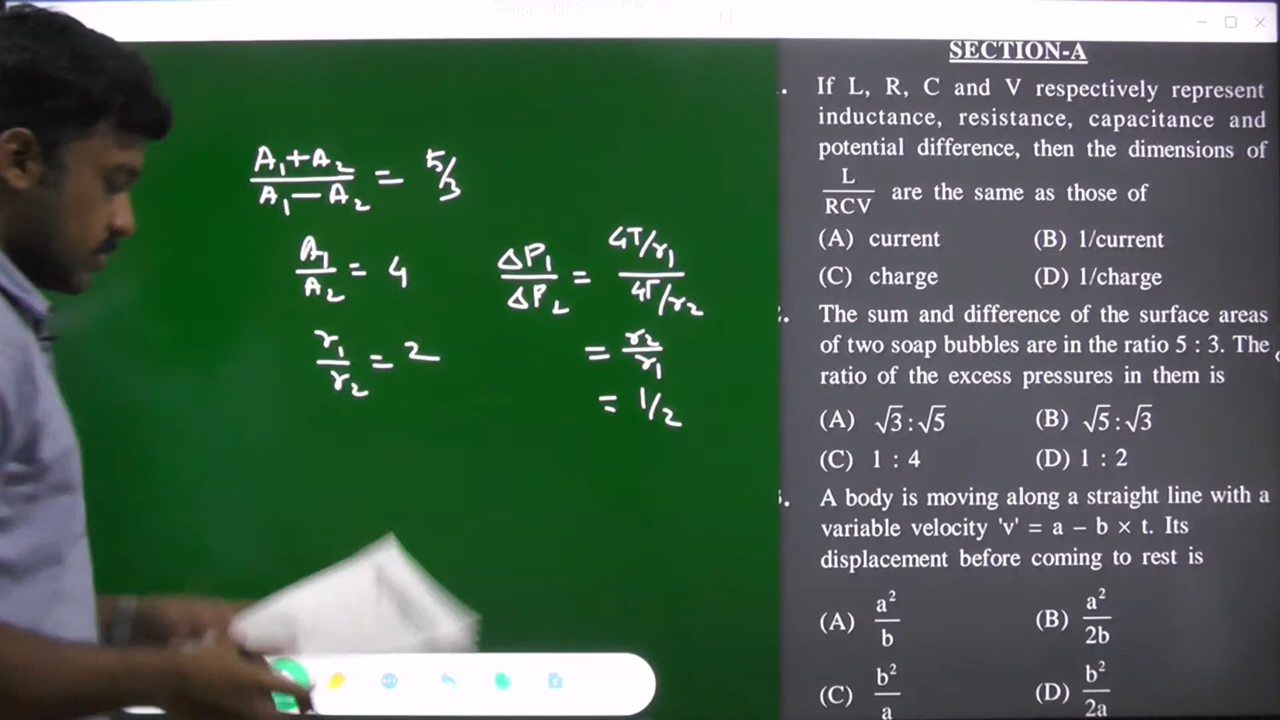 A₁+A₂ / A₁−A₂ = 5/3
A₁/A₂ = 4
r₁/r₂ = 2
ΔP₁/ΔP₂ = 4T/r₁ / 4T/r₂
= r₂/r₁
= 1/2
SECTION-A
If L, R, C and V respectively represent
inductance, resistance, capacitance and
potential difference, then the dimensions of
L/RCV are the same as those of
(A) current (B) 1/current
(C) charge (D) 1/charge
The sum and difference of the surface areas
of two soap bubbles are in the ratio 5 : 3. The
ratio of the excess pressures in them is
(A) √3:√5 (B) √5:√3
(C) 1 : 4 (D) 1 : 2
A body is moving along a straight line with a
variable velocity 'v' = a − b × t. Its
displacement before coming to rest is
(A) a²/b (B) a²/2b
(C) b²/a (D) b²/2a